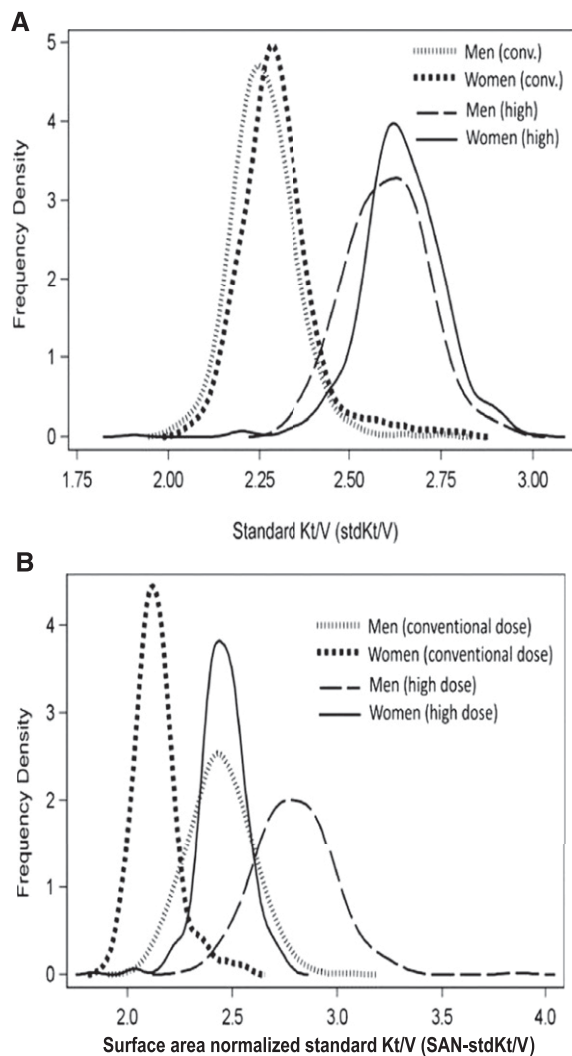 A
5
4
3
2
1
0
Frequency Density
Men (conv.)
Women (conv.)
Men (high)
Women (high)
1.75 2.00 2.25 2.50 2.75 3.00
Standard Kt/V (stdKt/V)
B
4
3
2
1
0
Frequency Density
Men (conventional dose)
Women (conventional dose)
Men (high dose)
Women (high dose)
2.0 2.5 3.0 3.5 4.0
Surface area normalized standard Kt/V (SAN-stdKt/V)